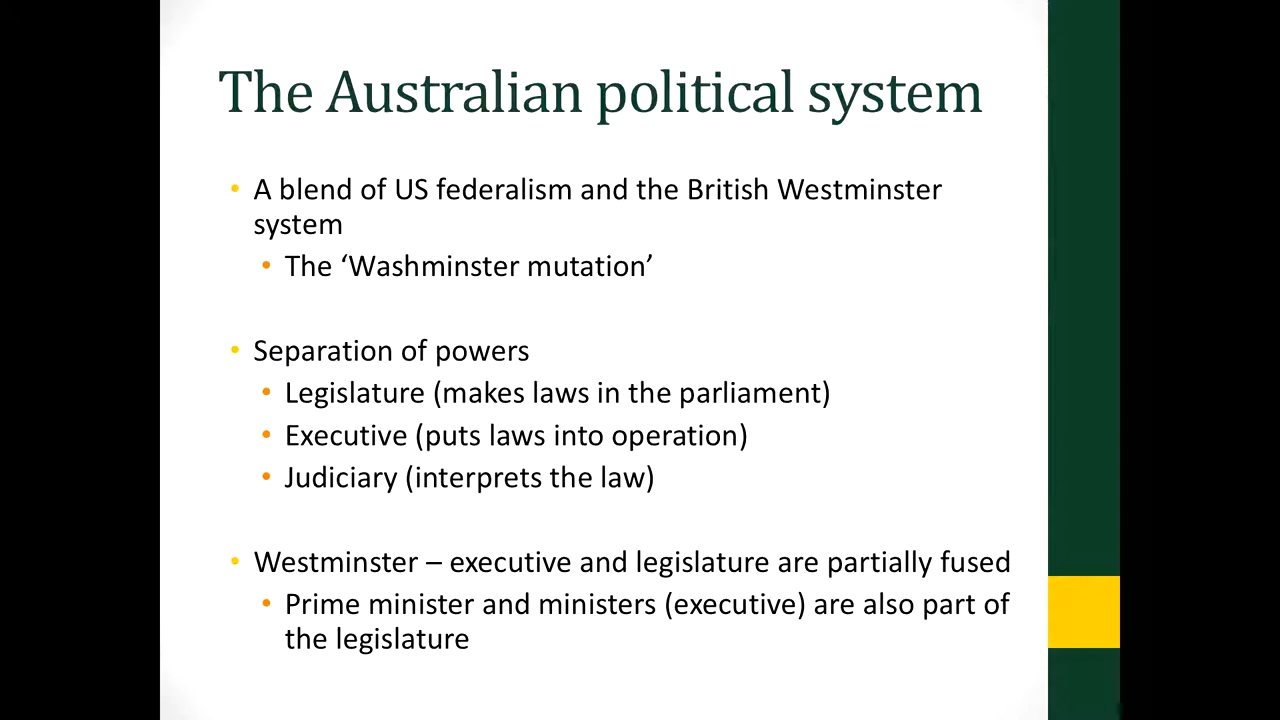 The Australian political system
• A blend of US federalism and the British Westminster
system
• The ‘Washminster mutation’
• Separation of powers
• Legislature (makes laws in the parliament)
• Executive (puts laws into operation)
• Judiciary (interprets the law)
• Westminster – executive and legislature are partially fused
• Prime minister and ministers (executive) are also part of
the legislature